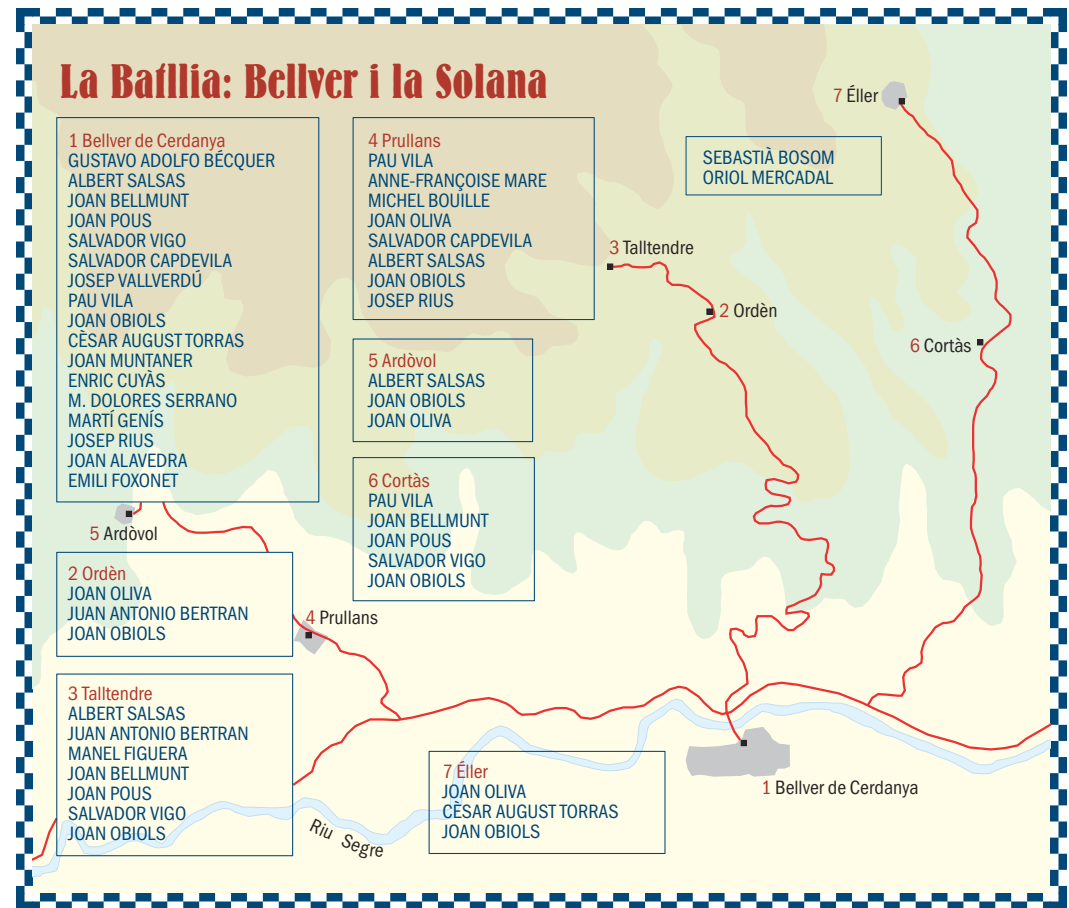 La Batllia: Bellver i la Solana
1 Bellver de Cerdanya
GUSTAVO ADOLFO BÉCQUER
ALBERT SALSAS
JOAN BELLMUNT
JOAN POUS
SALVADOR VIGO
SALVADOR CAPDEVILA
JOSEP VALLVERDÚ
PAU VILA
JOAN OBIOLS
CÈSAR AUGUST TORRAS
JOAN MUNTANER
ENRIC CUYÀS
M. DOLORES SERRANO
MARTÍ GENÍS
JOSEP RIUS
JOAN ALAVEDRA
EMILI FOXONET
4 Prullans
PAU VILA
ANNE-FRANÇOISE MARE
MICHEL BOUILLE
JOAN OLIVA
SALVADOR CAPDEVILA
ALBERT SALSAS
JOAN OBIOLS
JOSEP RIUS
5 Ardòvol
ALBERT SALSAS
JOAN OBIOLS
JOAN OLIVA
6 Cortàs
PAU VILA
JOAN BELLMUNT
JOAN POUS
SALVADOR VIGO
JOAN OBIOLS
SEBASTIÀ BOSOM
ORIOL MERCADAL
7 Éller
3 Talltendre
2 Ordèn
6 Cortàs
5 Ardòvol
4 Prullans
2 Ordèn
JOAN OLIVA
JUAN ANTONIO BERTRAN
JOAN OBIOLS
3 Talltendre
ALBERT SALSAS
JUAN ANTONIO BERTRAN
MANEL FIGUERA
JOAN BELLMUNT
JOAN POUS
SALVADOR VIGO
JOAN OBIOLS
7 Éller
JOAN OLIVA
CÈSAR AUGUST TORRAS
JOAN OBIOLS
1 Bellver de Cerdanya
Riu Segre